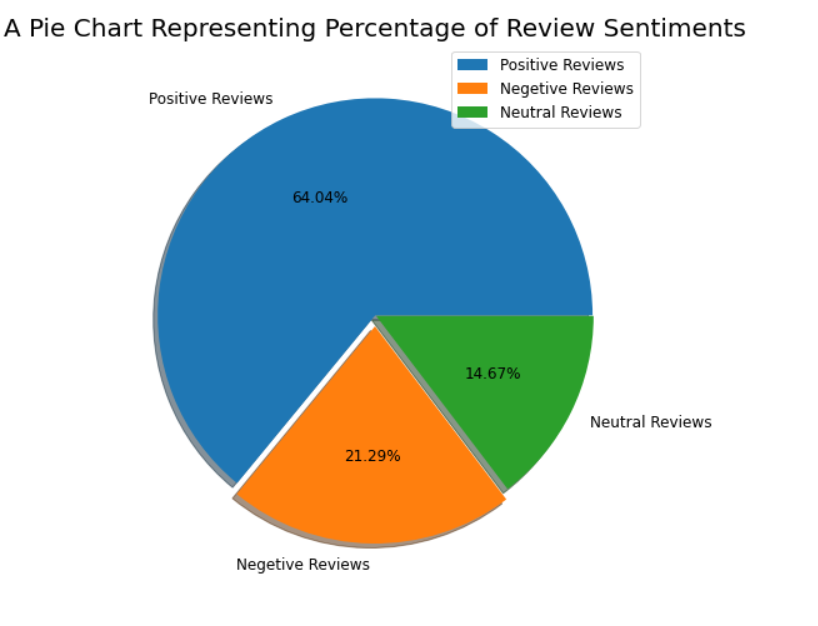 A Pie Chart Representing Percentage of Review Sentiments
Positive Reviews
Negetive Reviews
Neutral Reviews
Positive Reviews
64.04%
14.67%
Neutral Reviews
21.29%
Negetive Reviews